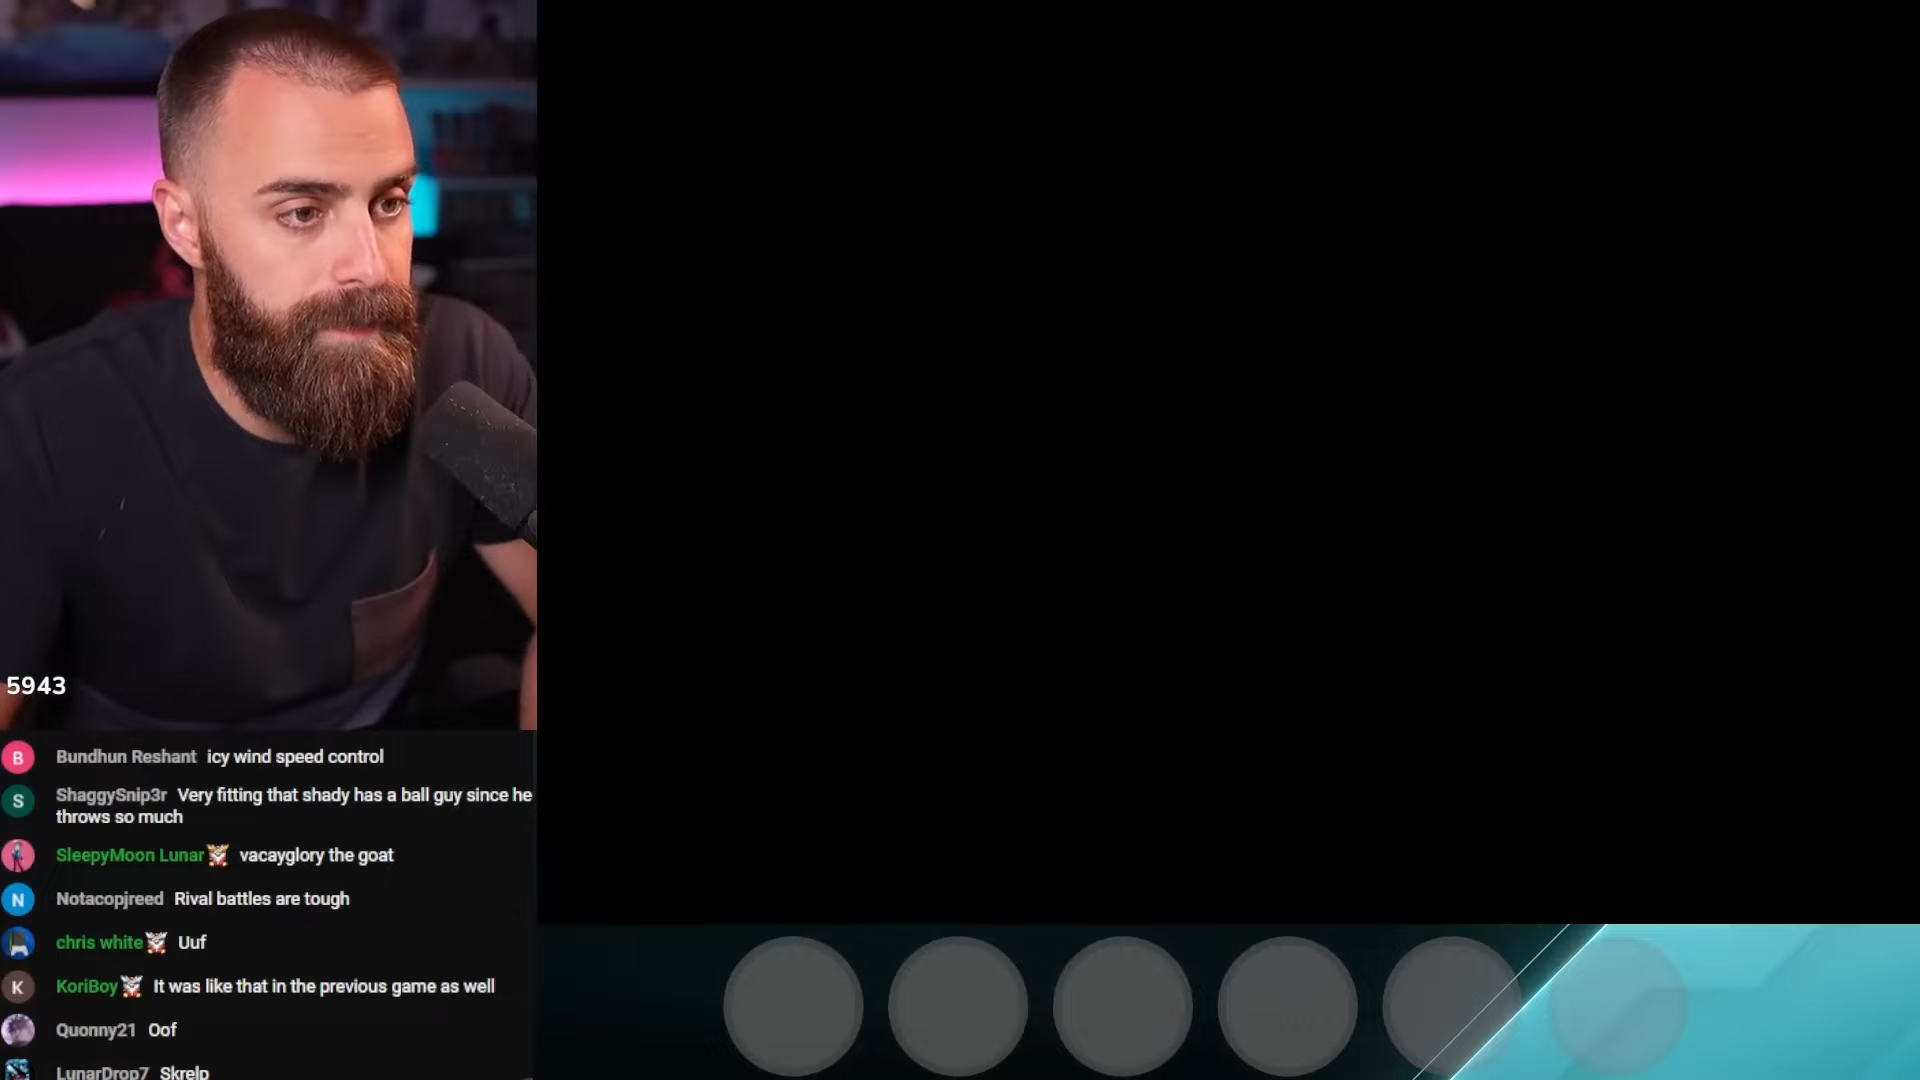 5943
B Bundhun Reshant icy wind speed control
S ShaggySnip3r Very fitting that shady has a ball guy since he
throws so much
SleepyMoon Lunar vacayglory the goat
N Notacopjreed Rival battles are tough
chris white Uuf
K KoriBoy It was like that in the previous game as well
Quonny21 Oof
LunarDrop7 Skrelp